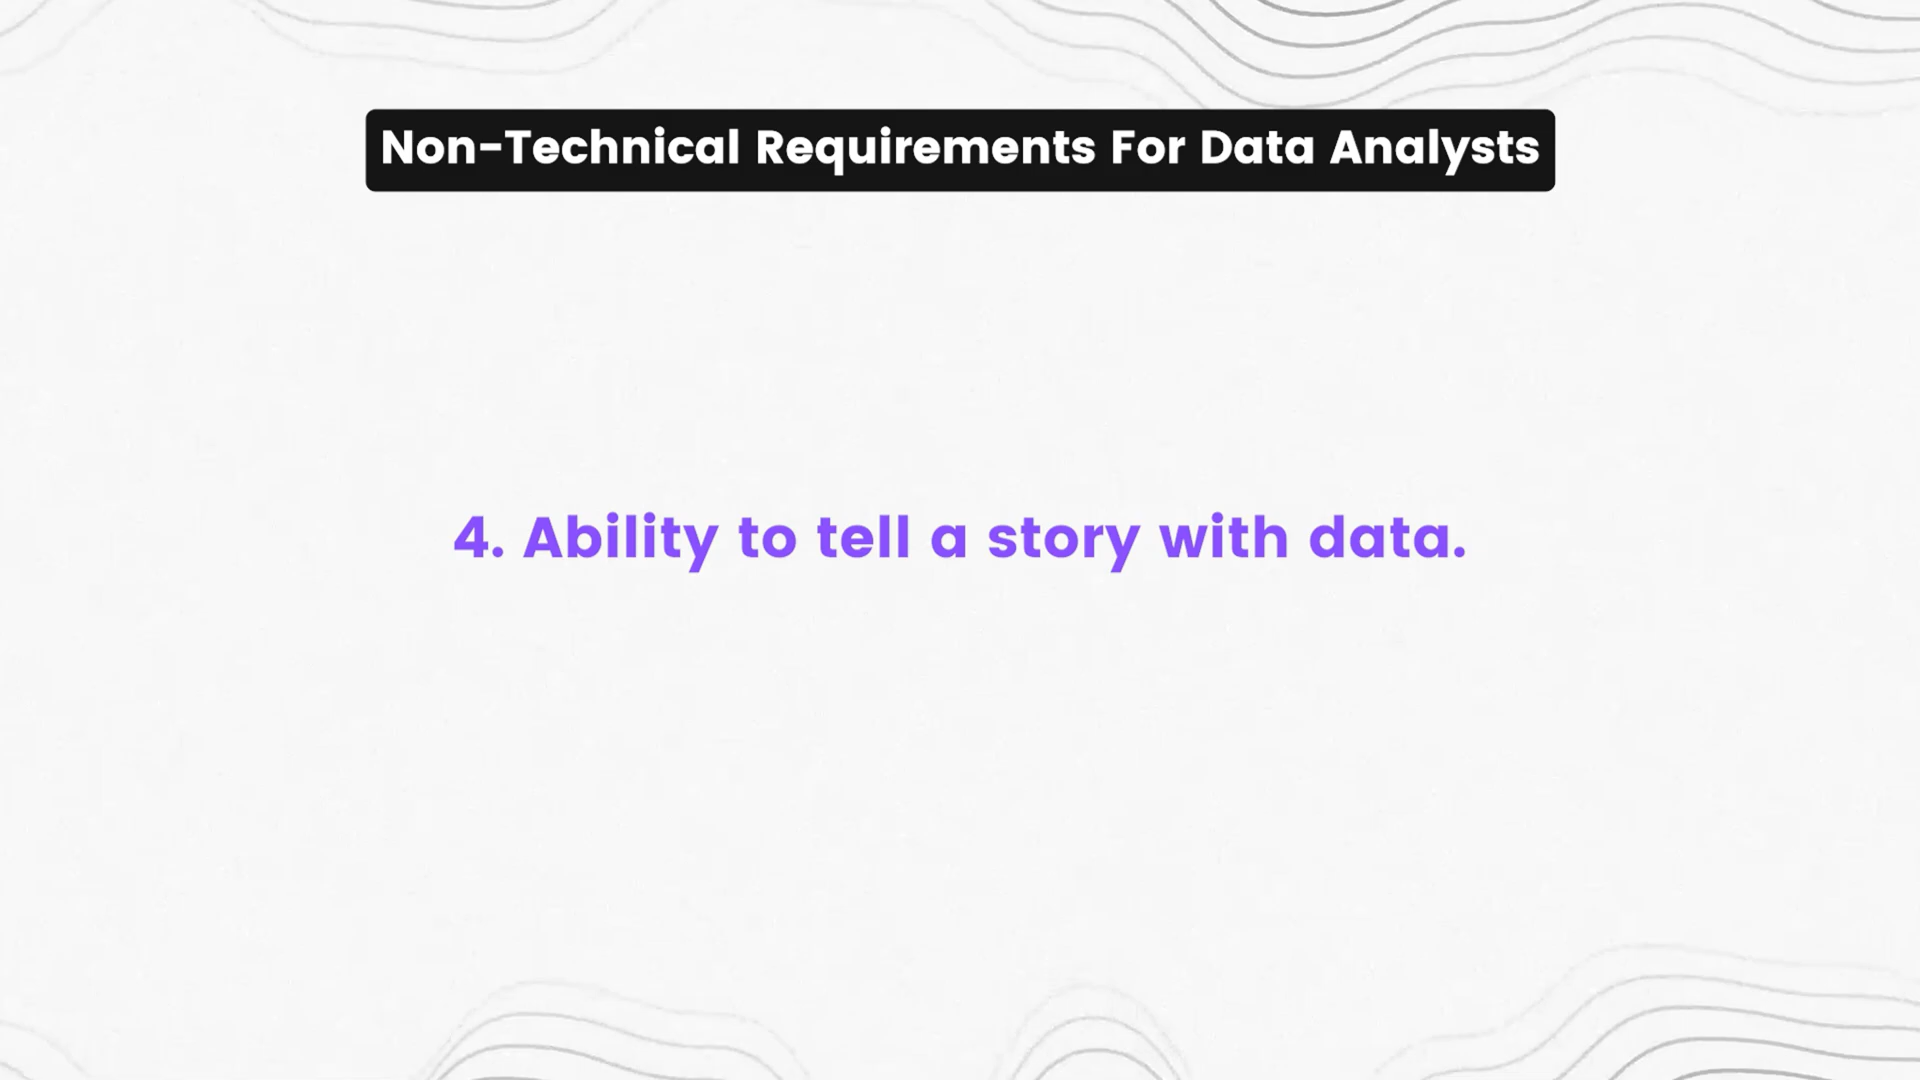 Non-Technical Requirements For Data Analysts
4. Ability to tell a story with data.